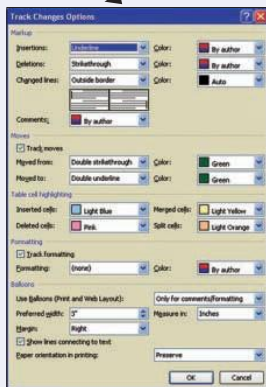 Track Changes Options
Markup
Insertions: Underline Color: By author
Deletions: Strikethrough Color: By author
Changed lines: Outside border Color: Auto
Comments: By author
Moves
Track moves
Moved from: Double strikethrough Color: Green
Moved to: Double underline Color: Green
Table cell highlighting
Inserted cells: Light Blue Merged cells: Light Yellow
Deleted cells: Pink Split cells: Light Orange
Formatting
Track formatting
Formatting: (none) Color: By author
Balloons
Use Balloons (Print and Web Layout): Only for comments/formatting
Preferred width: 3" Measure in: Inches
Margin: Right
Show lines connecting to text
Paper orientation in printing: Preserve
OK Cancel